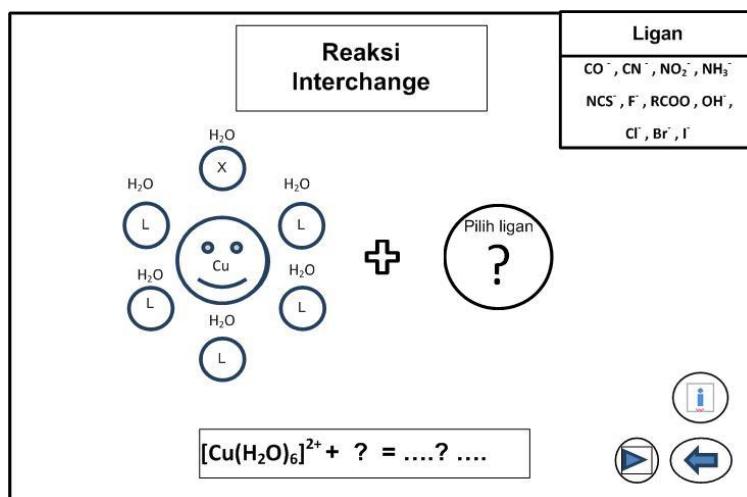 Reaksi
Interchange
Ligan
CO⁻ , CN⁻ , NO₂⁻ , NH₃⁻
NCS⁻ , F⁻ , RCOO , OH⁻ ,
Cl⁻ , Br⁻ , I⁻
H₂O
X
H₂O
H₂O
L
L
Cu
H₂O
H₂O
L
L
H₂O
L
Pilih ligan
?
i
[Cu(H₂O)₆]²⁺ + ? = ....? ....